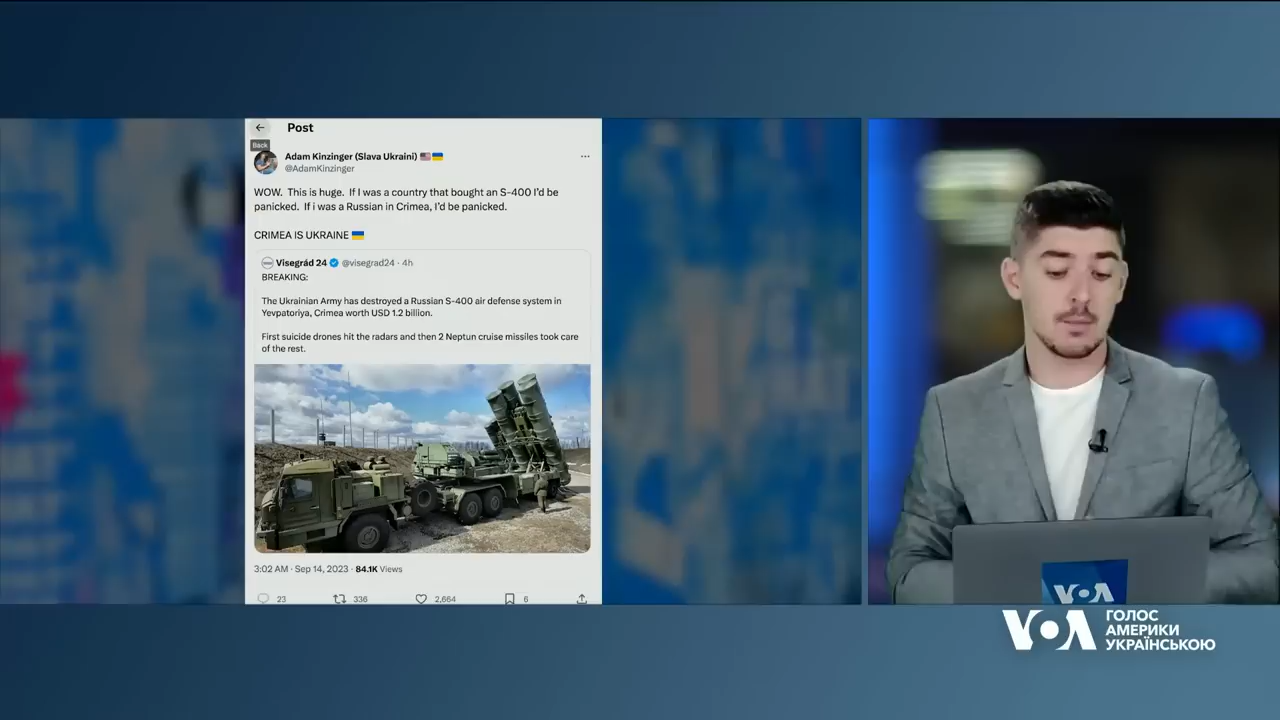 Post
Back
Adam Kinzinger (Slava Ukraini)
@AdamKinzinger
WOW. This is huge. If I was a country that bought an S-400 I'd be
panicked. If i was a Russian in Crimea, I'd be panicked.
CRIMEA IS UKRAINE
Visegrád 24 @visegrad24 · 4h
BREAKING:
The Ukrainian Army has destroyed a Russian S-400 air defense system in
Yevpatoriya, Crimea worth USD 1.2 billion.
First suicide drones hit the radars and then 2 Neptun cruise missiles took care
of the rest.
3:02 AM · Sep 14, 2023 · 84.1K Views
23 336 2,664 6
VOA
VOA
ГОЛОС
АМЕРИКИ
УКРАЇНСЬКОЮ